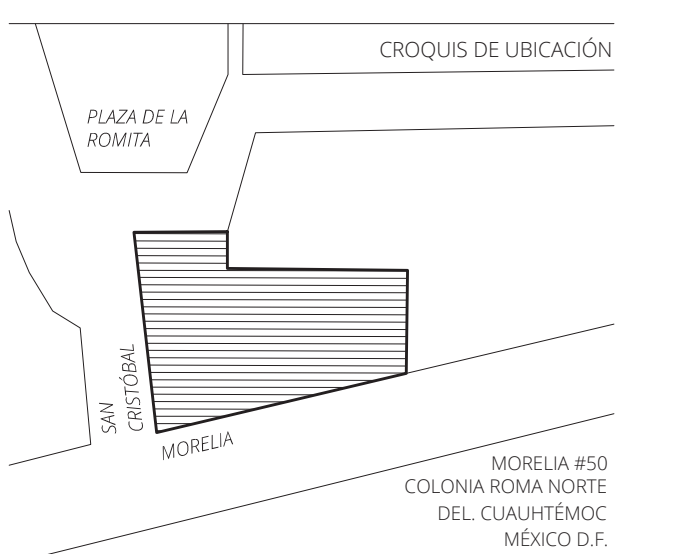 CROQUIS DE UBICACIÓN
PLAZA DE LA
ROMITA
SAN
CRISTÓBAL
MORELIA
MORELIA #50
COLONIA ROMA NORTE
DEL. CUAUHTÉMOC
MÉXICO D.F.